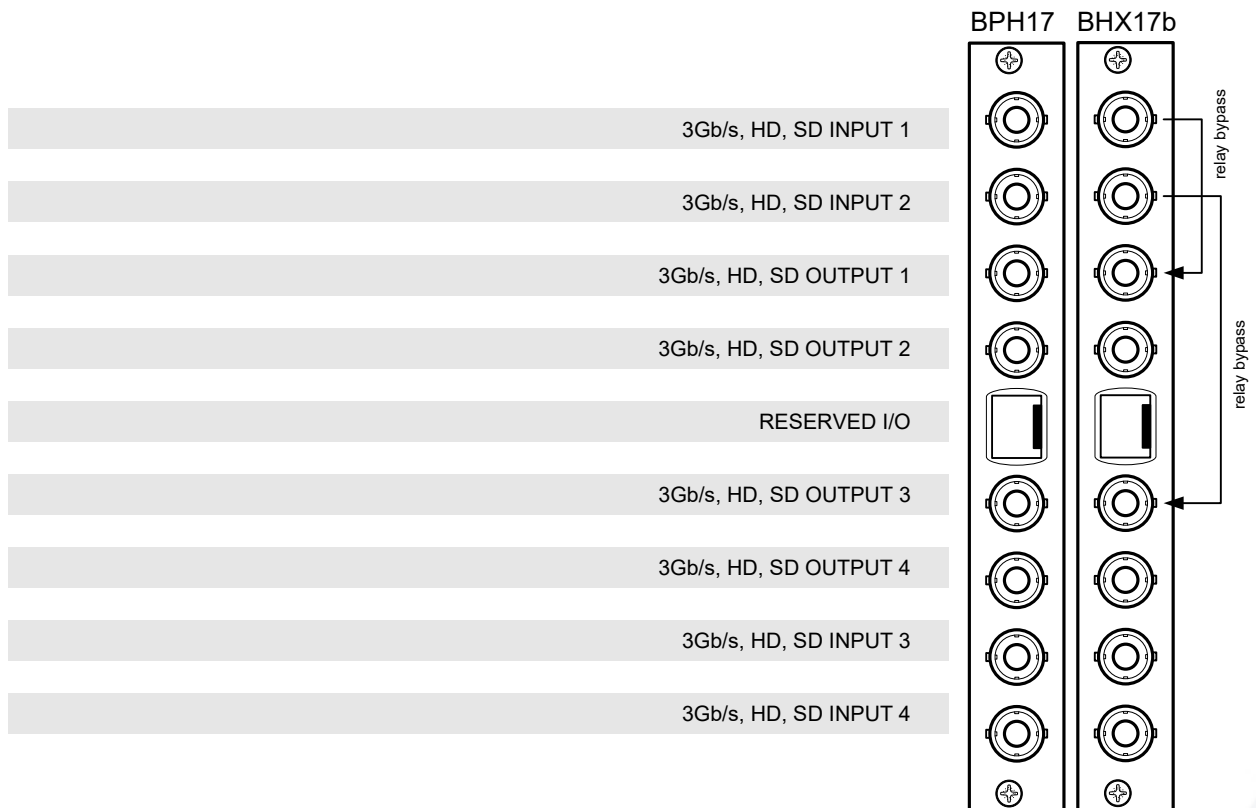 BPH17 BHX17b
3Gb/s, HD, SD INPUT 1
relay bypass
3Gb/s, HD, SD INPUT 2
3Gb/s, HD, SD OUTPUT 1
3Gb/s, HD, SD OUTPUT 2
relay bypass
RESERVED I/O
3Gb/s, HD, SD OUTPUT 3
3Gb/s, HD, SD OUTPUT 4
3Gb/s, HD, SD INPUT 3
3Gb/s, HD, SD INPUT 4